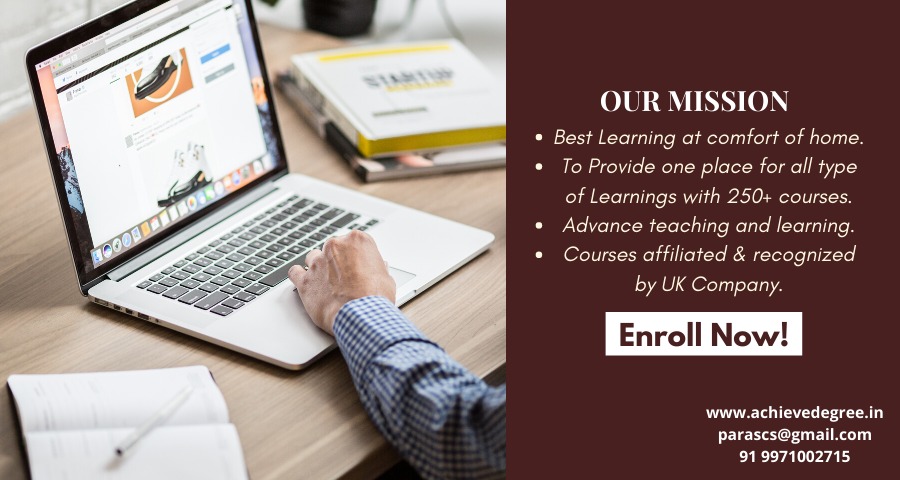 STARTUP
OUR MISSION
• Best Learning at comfort of home.
• To Provide one place for all type
of Learnings with 250+ courses.
• Advance teaching and learning.
• Courses affiliated & recognized
by UK Company.
Enroll Now!
www.achievedegree.in
parascs@gmail.com
91 9971002715